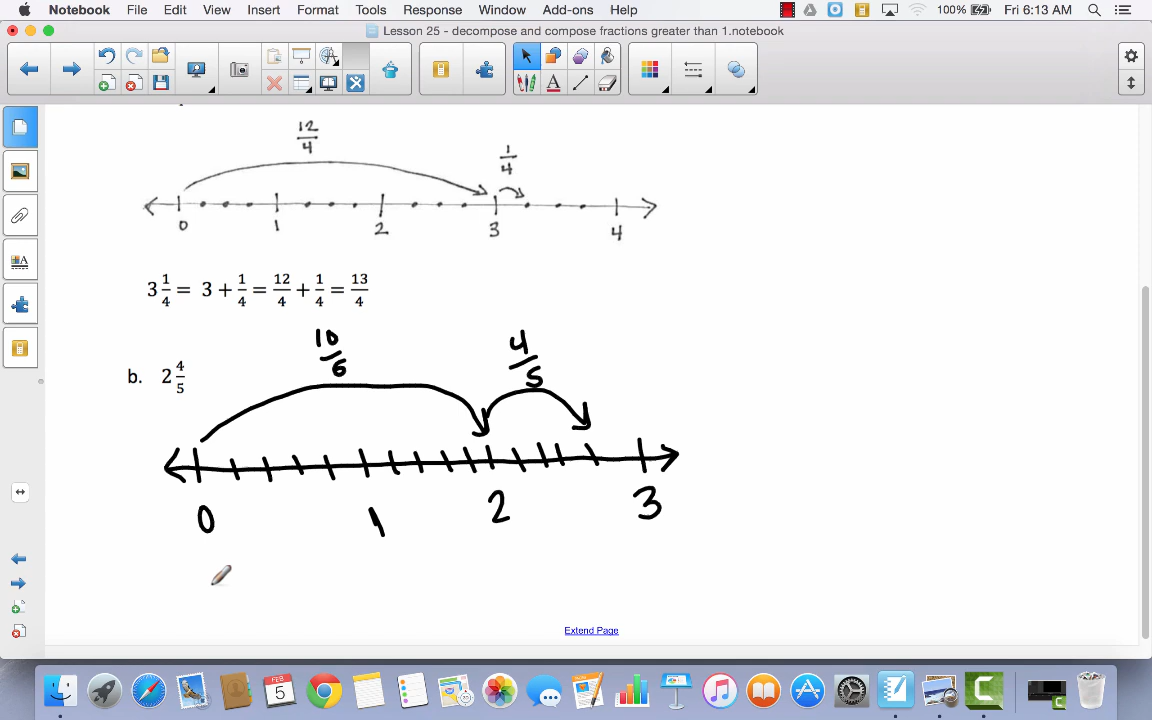 Notebook File Edit View Insert Format Tools Response Window Add-ons Help 100% Fri 6:13 AM
Lesson 25 - decompose and compose fractions greater than 1.notebook
12/4
1/4
0 1 2 3 4
3 1/4 = 3 + 1/4 = 12/4 + 1/4 = 13/4
10/5 4/5
b. 2 4/5
0 1 2 3
Extend Page
FEB
5